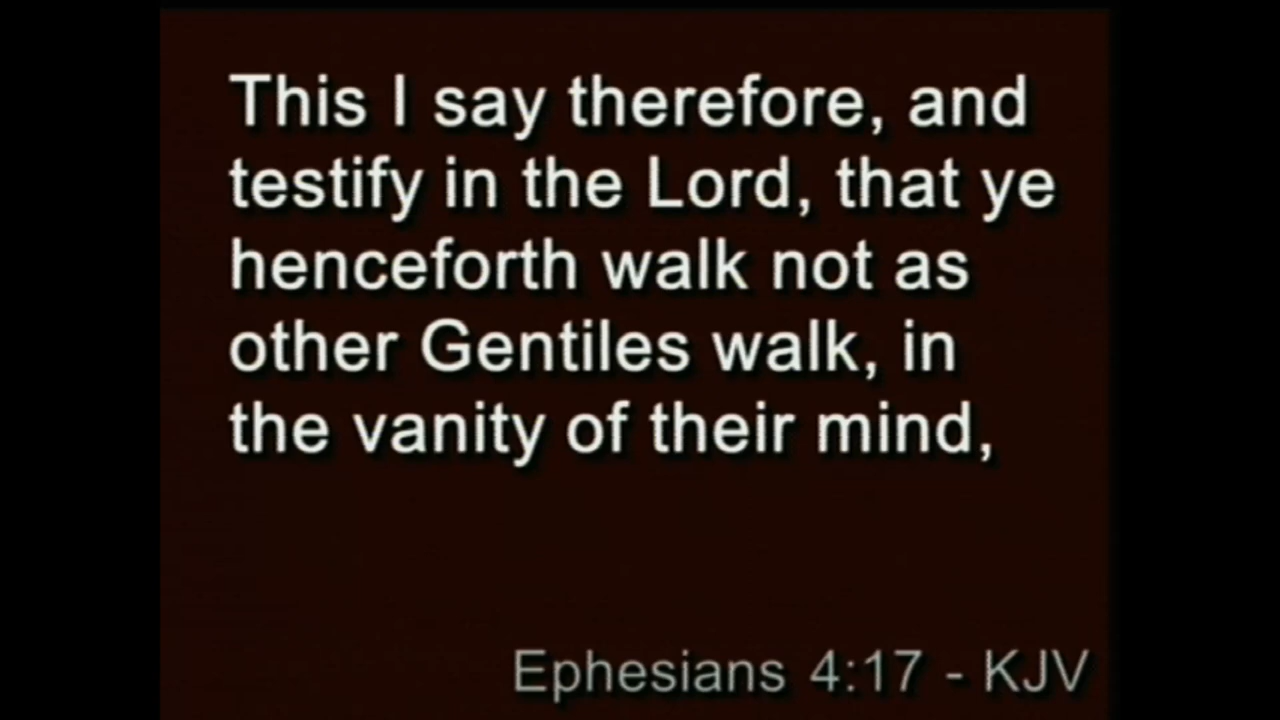 This I say therefore, and
testify in the Lord, that ye
henceforth walk not as
other Gentiles walk, in
the vanity of their mind,
Ephesians 4:17 - KJV